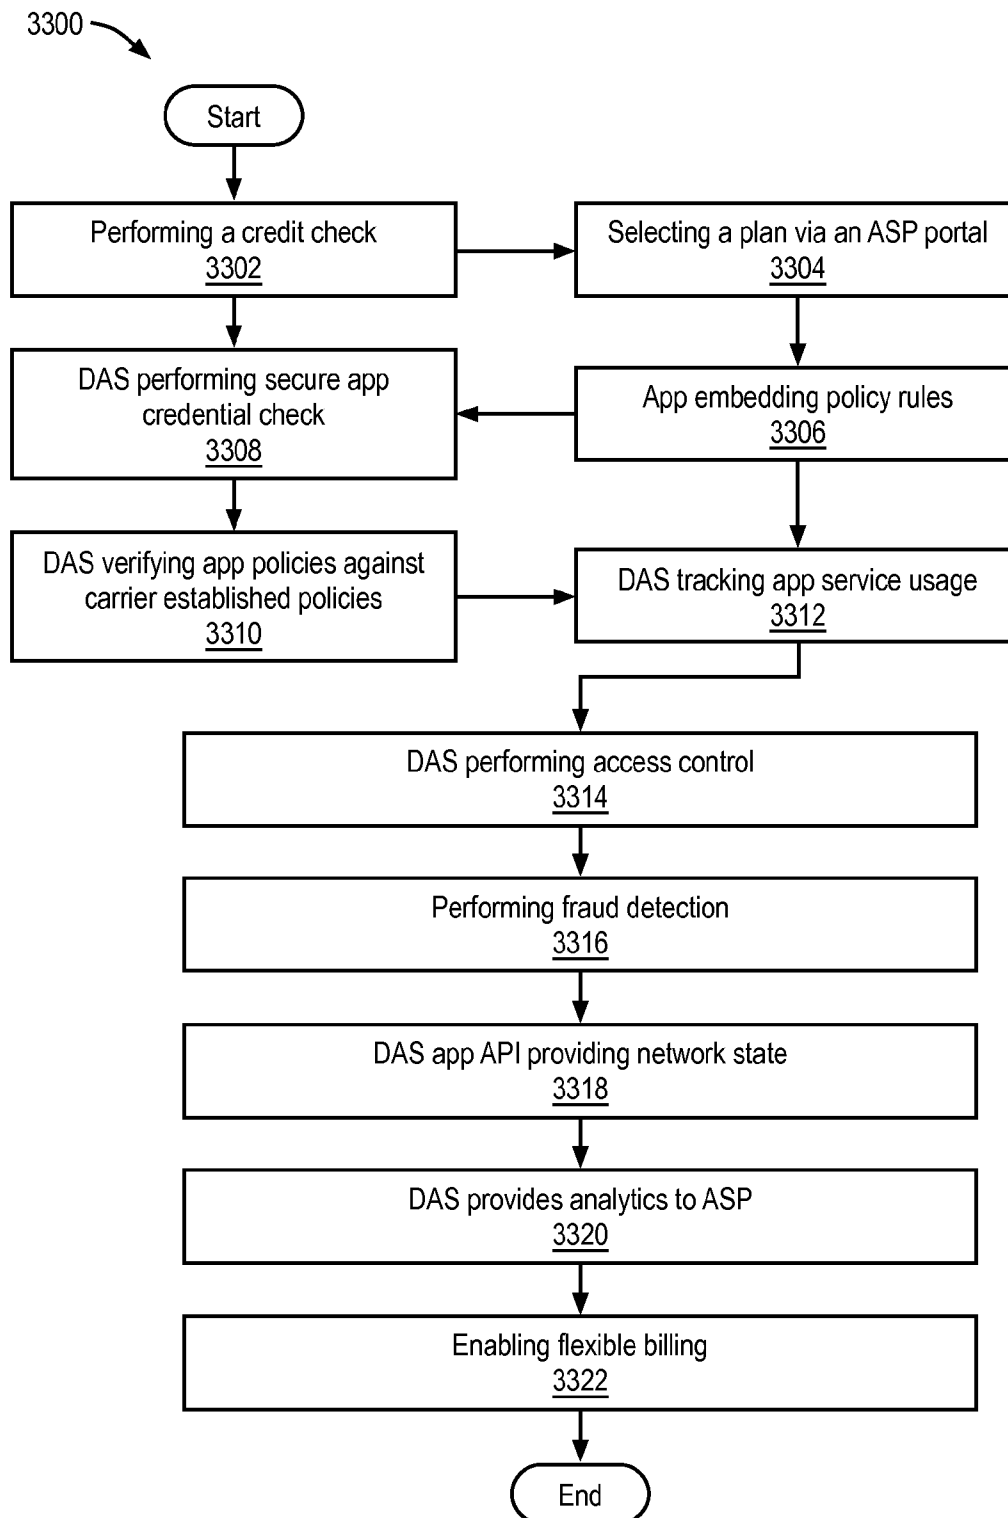 3300
Start
Performing a credit check
3302
Selecting a plan via an ASP portal
3304
DAS performing secure app
credential check
3308
App embedding policy rules
3306
DAS verifying app policies against
carrier established policies
3310
DAS tracking app service usage
3312
DAS performing access control
3314
Performing fraud detection
3316
DAS app API providing network state
3318
DAS provides analytics to ASP
3320
Enabling flexible billing
3322
End